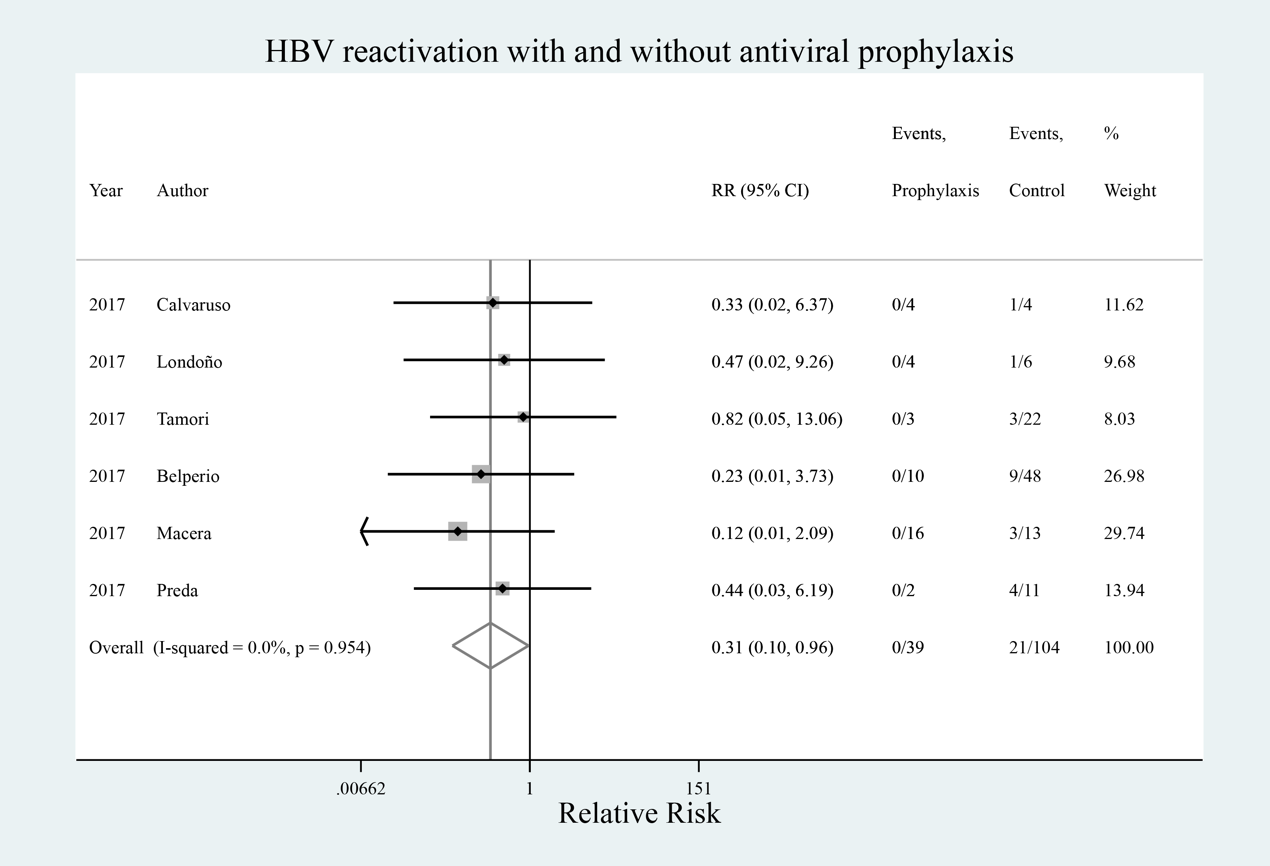 HBV reactivation with and without antiviral prophylaxis
Events, Events, %
Year Author RR (95% CI) Prophylaxis Control Weight
2017 Calvaruso 0.33 (0.02, 6.37) 0/4 1/4 11.62
2017 Londoño 0.47 (0.02, 9.26) 0/4 1/6 9.68
2017 Tamori 0.82 (0.05, 13.06) 0/3 3/22 8.03
2017 Belperio 0.23 (0.01, 3.73) 0/10 9/48 26.98
2017 Macera 0.12 (0.01, 2.09) 0/16 3/13 29.74
2017 Preda 0.44 (0.03, 6.19) 0/2 4/11 13.94
Overall (I-squared = 0.0%, p = 0.954) 0.31 (0.10, 0.96) 0/39 21/104 100.00
.00662 1 151
Relative Risk